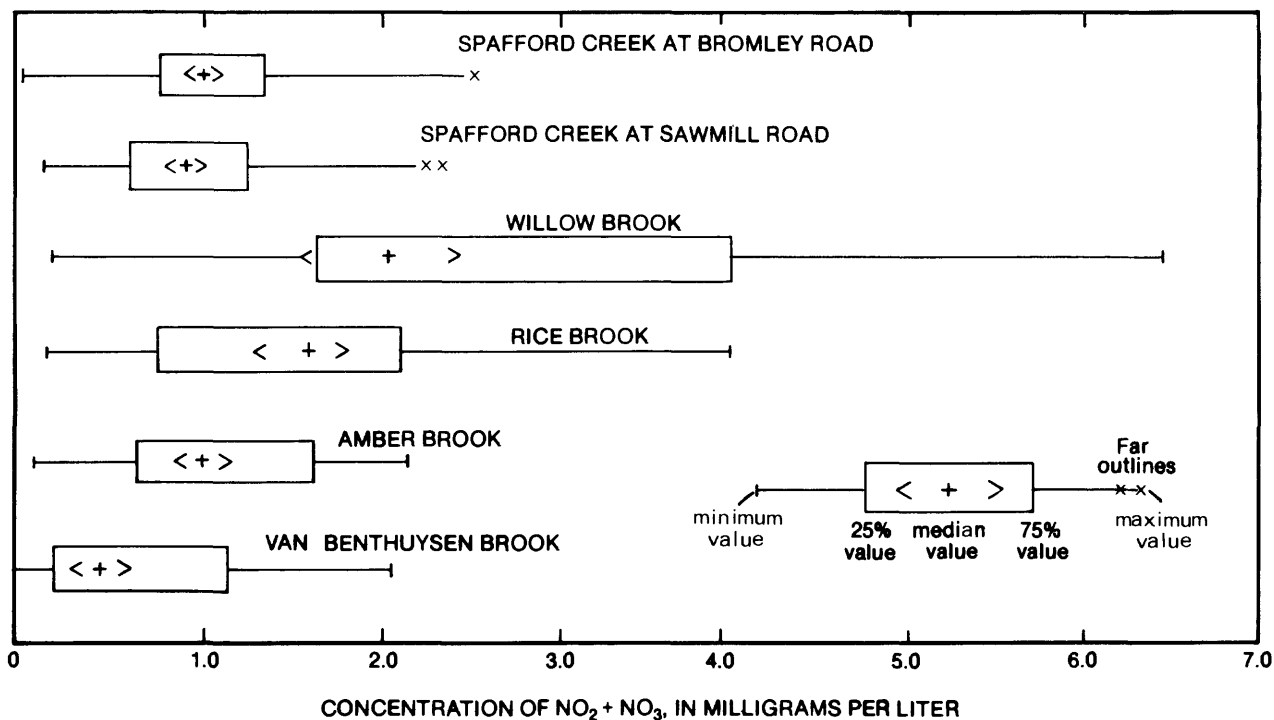 SPAFFORD CREEK AT BROMLEY ROAD
SPAFFORD CREEK AT SAWMILL ROAD
WILLOW BROOK
RICE BROOK
AMBER BROOK
VAN BENTHUYSEN BROOK
Far
outlines
minimum
value
25%
value
median
value
75%
value
maximum
value
0 1.0 2.0 3.0 4.0 5.0 6.0 7.0
CONCENTRATION OF NO₂ + NO₃, IN MILLIGRAMS PER LITER